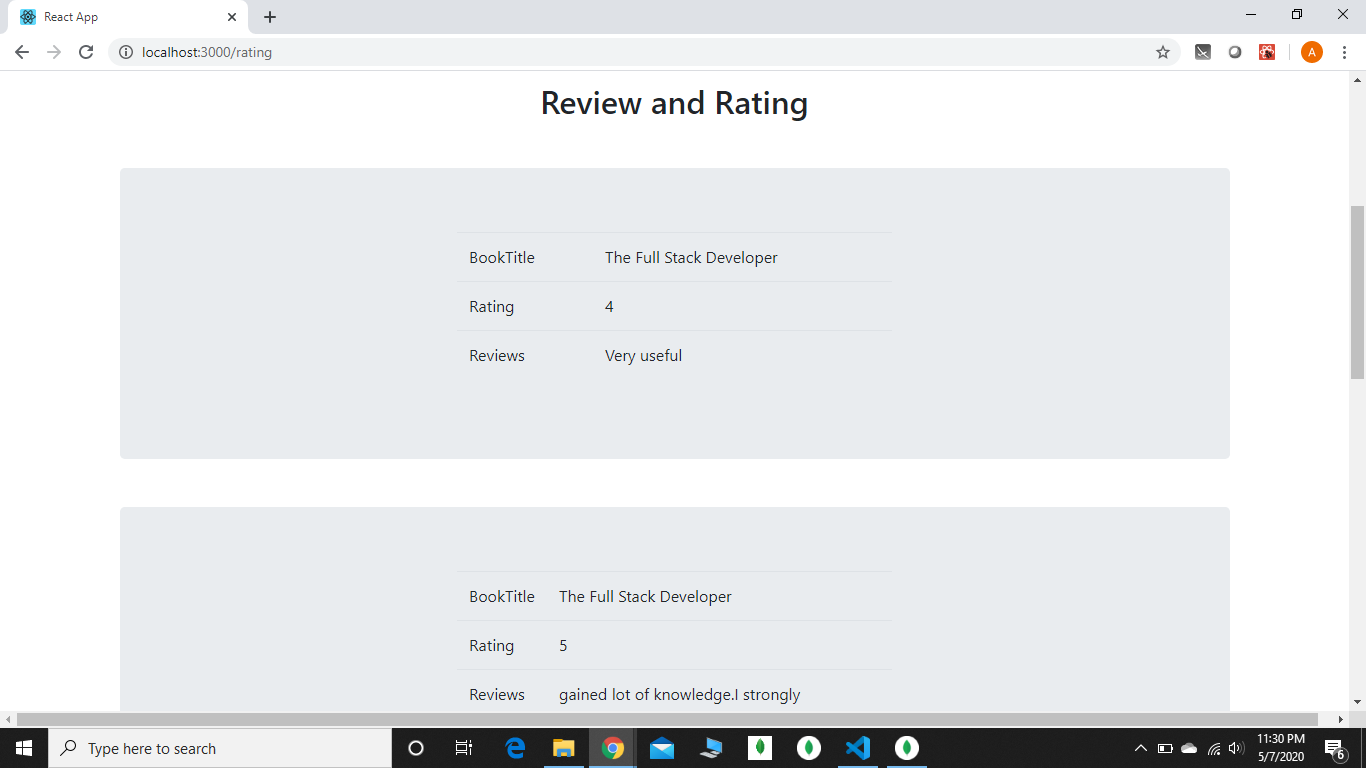 React App
localhost:3000/rating
A
Review and Rating
BookTitle The Full Stack Developer
Rating 4
Reviews Very useful
BookTitle The Full Stack Developer
Rating 5
Reviews gained lot of knowledge.I strongly
Type here to search
11:30 PM
5/7/2020
6